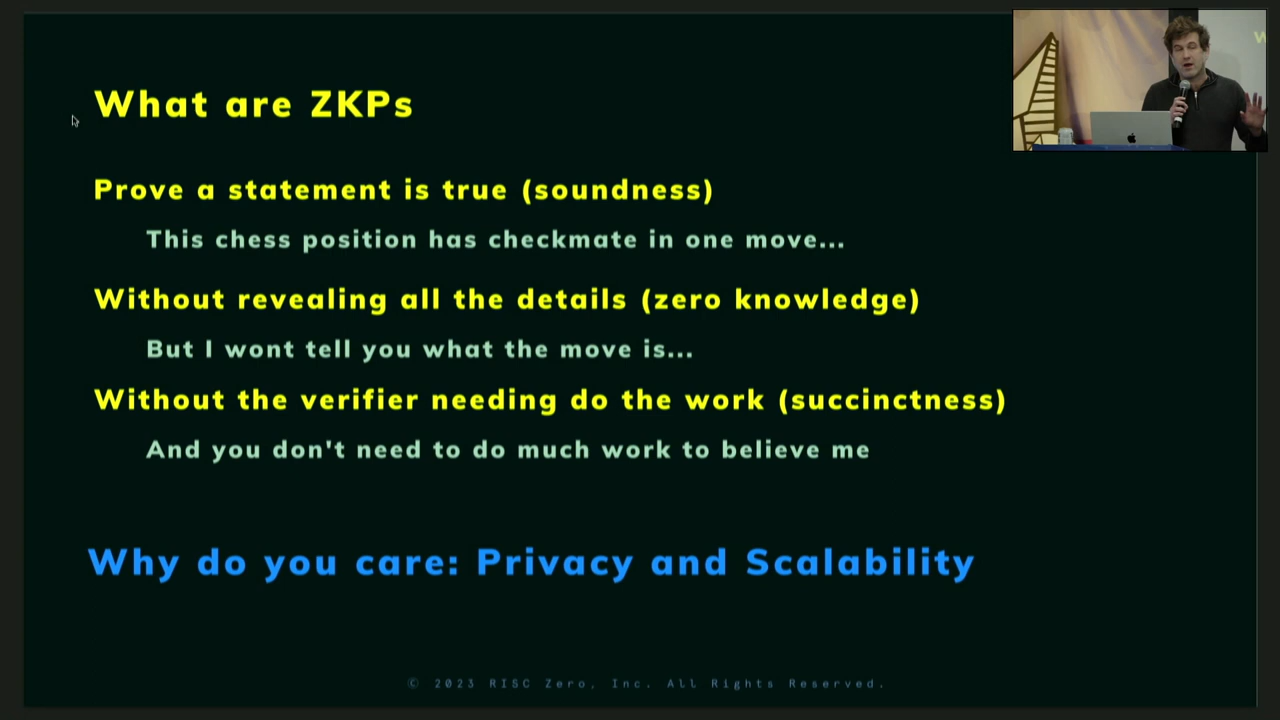 What are ZKPs
Prove a statement is true (soundness)
This chess position has checkmate in one move...
Without revealing all the details (zero knowledge)
But I wont tell you what the move is...
Without the verifier needing do the work (succinctness)
And you don't need to do much work to believe me
Why do you care: Privacy and Scalability
© 2023 RISC Zero, Inc. All Rights Reserved.